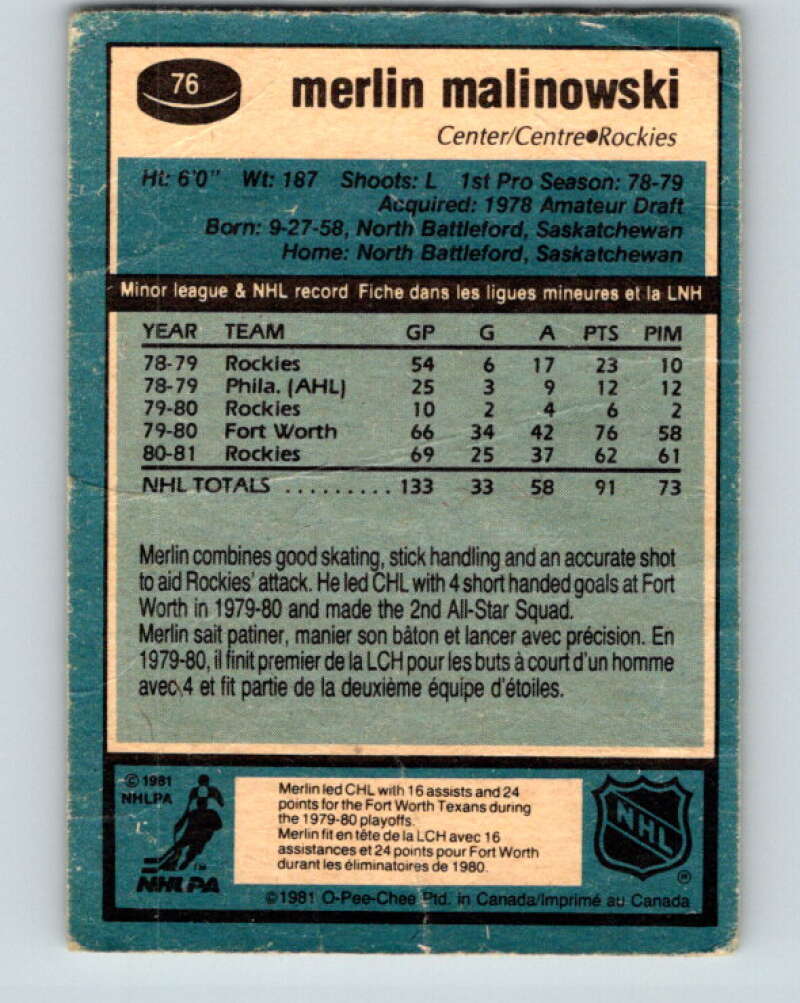 76
merlin malinowski
Center/Centre●Rockies
Ht: 6'0" Wt: 187 Shoots: L 1st Pro Season: 78-79
Acquired: 1978 Amateur Draft
Born: 9-27-58, North Battleford, Saskatchewan
Home: North Battleford, Saskatchewan
Minor league & NHL record Fiche dans les ligues mineures et la LNH
YEAR TEAM GP G A PTS PIM
78-79 Rockies 54 6 17 23 10
78-79 Phila. (AHL) 25 3 9 12 12
79-80 Rockies 10 2 4 6 2
79-80 Fort Worth 66 34 42 76 58
80-81 Rockies 69 25 37 62 61
NHL TOTALS .......... 133 33 58 91 73
Merlin combines good skating, stick handling and an accurate shot
to aid Rockies' attack. He led CHL with 4 short handed goals at Fort
Worth in 1979-80 and made the 2nd All-Star Squad.
Merlin sait patiner, manier son bâton et lancer avec précision. En
1979-80, il finit premier de la LCH pour les buts à court d'un homme
avec 4 et fit partie de la deuxième équipe d'étoiles.
© 1981
NHLPA
TM
NHLPA
Merlin led CHL with 16 assists and 24
points for the Fort Worth Texans during
the 1979-80 playoffs.
Merlin fit en tête de la LCH avec 16
assistances et 24 points pour Fort Worth
durant les éliminatoires de 1980.
NHL
®
©1981 O-Pee-Chee Ptd. in Canada/Imprimé au Canada